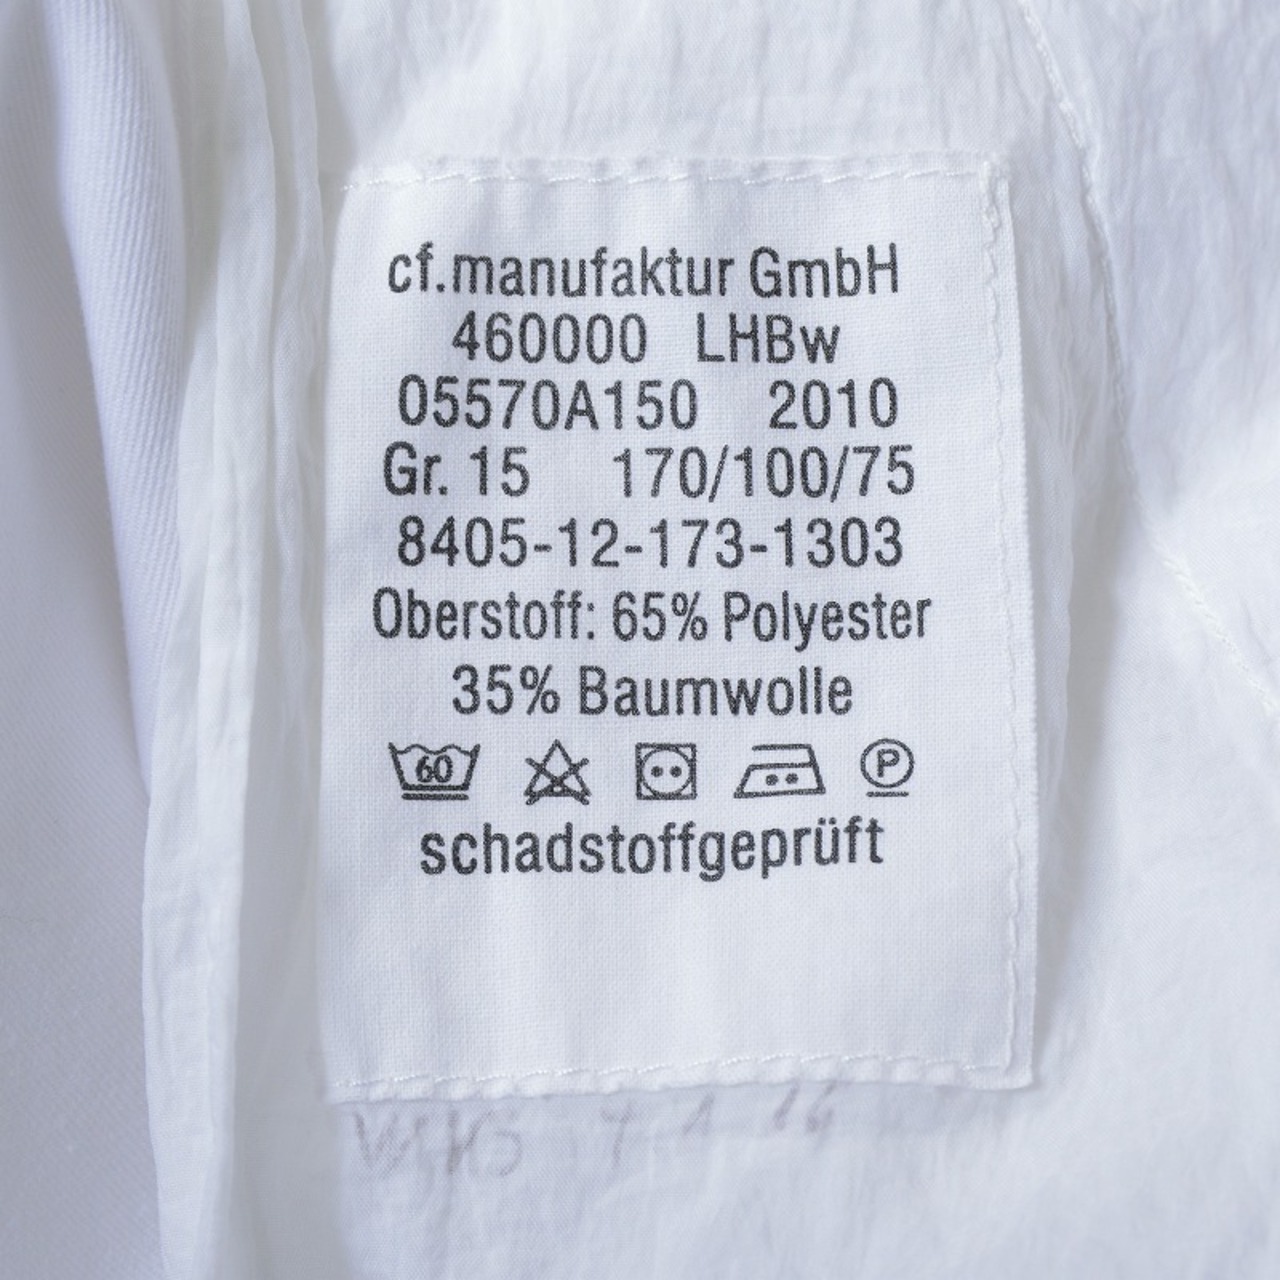 cf.manufaktur GmbH
460000 LHBw
05570A150 2010
Gr. 15 170/100/75
8405-12-173-1303
Oberstoff: 65% Polyester
35% Baumwolle
60 P
schadstoffgeprüft